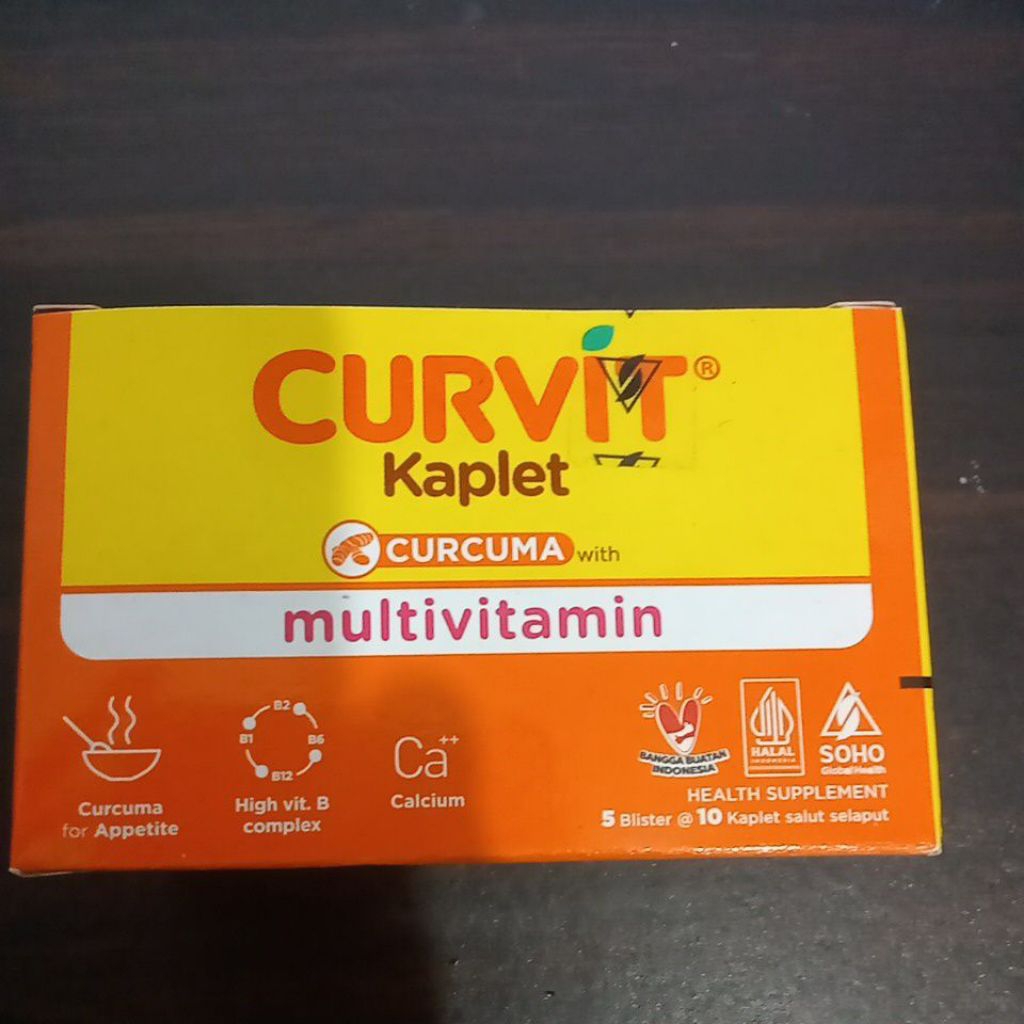 CURVIT®
Kaplet
CURCUMA with
multivitamin
Curcuma
for Appetite
B2
B1
B6
B12
High vit. B
complex
Ca++
Calcium
BANGGA BUATAN
INDONESIA
HALAL
INDONESIA
SOHO
Global Health
HEALTH SUPPLEMENT
5 Blister @ 10 Kaplet salut selaput